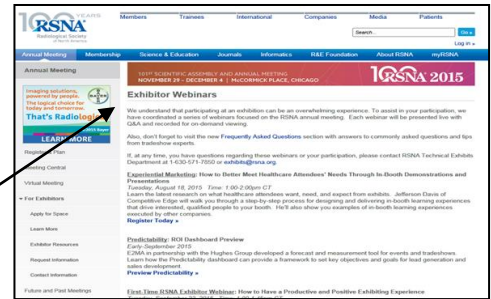 100 YEARS
RSNA
Radiological Society
of North America
Members Trainees International Companies Media Patients
Search... Go »
Log in »
Annual Meeting Membership Science & Education Journals Informatics R&E Foundation About RSNA myRSNA
Annual Meeting
Imaging solutions,
powered by people.
The logical choice for
today and tomorrow.
That's Radiologic
BAYER
LEARN MORE
101ST SCIENTIFIC ASSEMBLY AND ANNUAL MEETING
NOVEMBER 29 – DECEMBER 4 | McCORMICK PLACE, CHICAGO
RSNA 2015
Exhibitor Webinars
We understand that participating at an exhibition can be an overwhelming experience. To assist in your participation, we
have coordinated a series of webinars focused on the RSNA annual meeting. Each webinar will be presented live with
Q&A and recorded for on-demand viewing.
Also, don't forget to visit the new Frequently Asked Questions section with answers to commonly asked questions and tips
from tradeshow experts.
If, at any time, you have questions regarding these webinars or your participation, please contact RSNA Technical Exhibits
Department at 1-630-571-7850 or exhibits@rsna.org.
Experiential Marketing: How to Better Meet Healthcare Attendees' Needs Through In-Booth Demonstrations and
Presentations
Tuesday, August 18, 2015 Time: 1:00-2:00pm CT
Learn the latest research on what healthcare attendees want, need, and expect from exhibits. Jefferson Davis of
Competitive Edge will walk you through a step-by-step process for designing and delivering in-booth learning experiences
that drive interested, qualified people to your booth. He'll also show you examples of in-booth learning experiences
executed by other companies.
Register Today »
Predictability: ROI Dashboard Preview
Early-September 2015
E2MA in partnership with the Hughes Group developed a forecast and measurement tool for events and tradeshows.
Learn how the Predictability dashboard can provide a framework to set key objectives and goals for lead generation and
sales development.
Preview Predictability »
First-Time RSNA Exhibitor Webinar: How to Have a Productive and Positive Exhibiting Experience
Register & Plan
Meeting Central
Virtual Meeting
For Exhibitors
Apply for Space
Learn More
Exhibitor Resources
Request Information
Contact Information
Future and Past Meetings